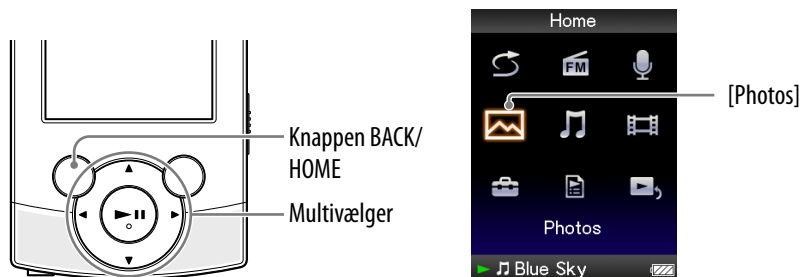 Knappen BACK/
HOME
Multivælger
Home
FM
[Photos]
Photos
Blue Sky